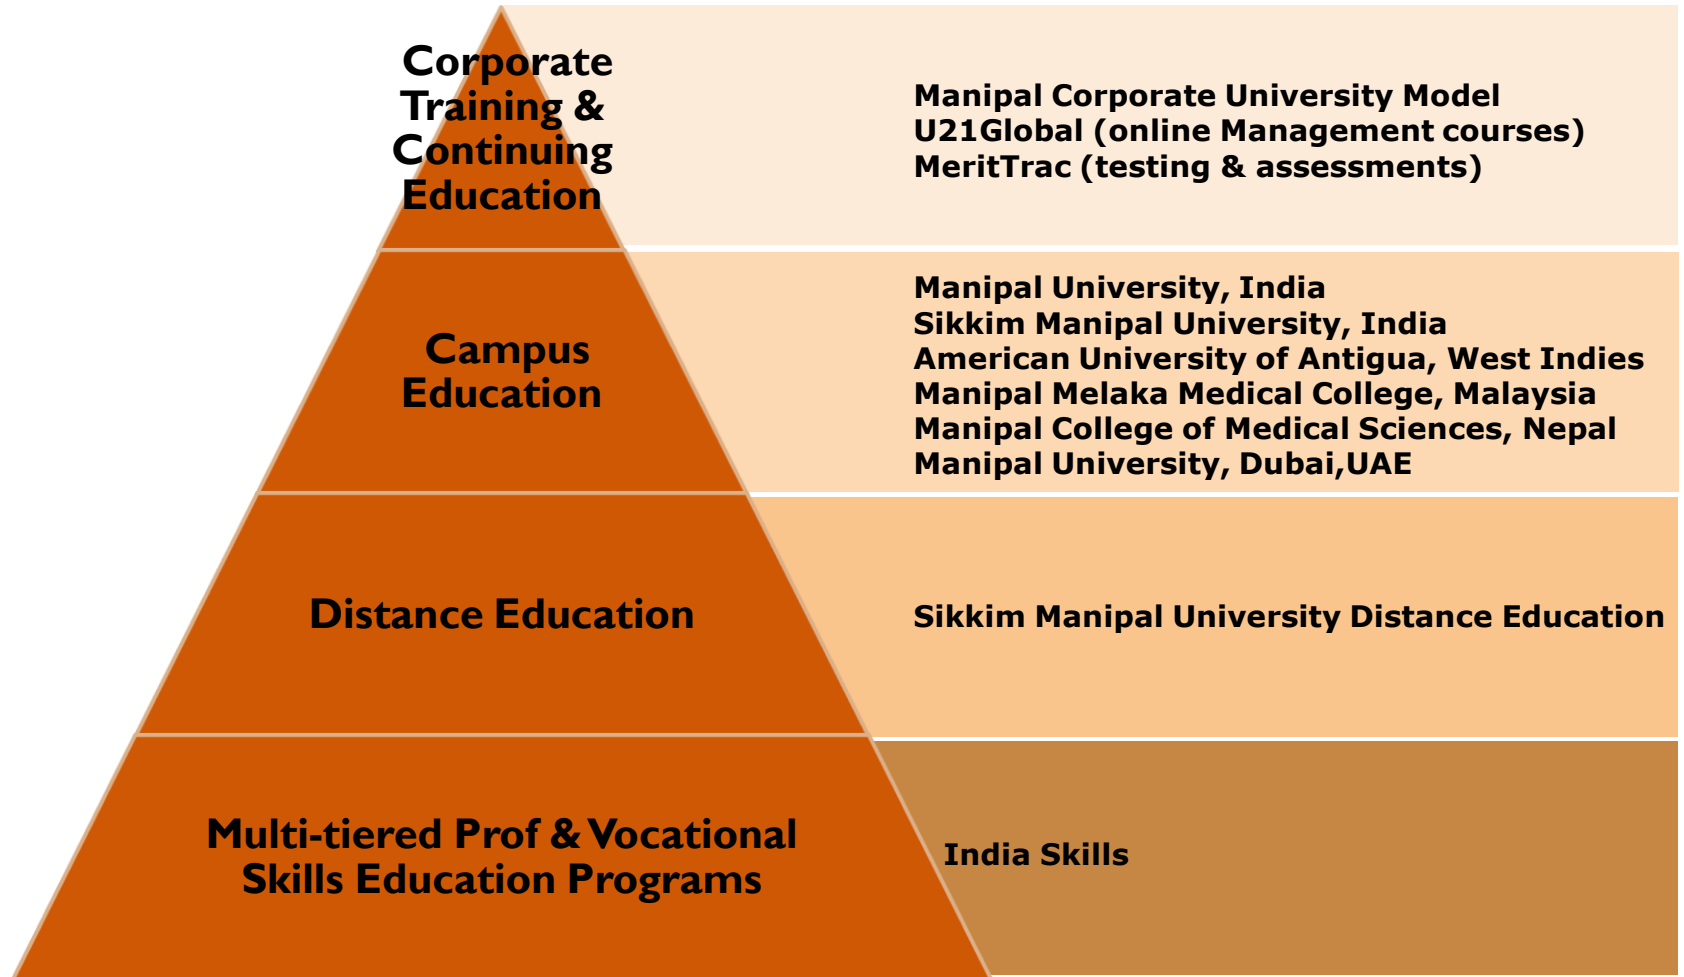 Corporate
Training &
Continuing
Education
Manipal Corporate University Model
U21Global (online Management courses)
MeritTrac (testing & assessments)
Campus
Education
Manipal University, India
Sikkim Manipal University, India
American University of Antigua, West Indies
Manipal Melaka Medical College, Malaysia
Manipal College of Medical Sciences, Nepal
Manipal University, Dubai,UAE
Distance Education
Sikkim Manipal University Distance Education
Multi-tiered Prof & Vocational
Skills Education Programs
India Skills